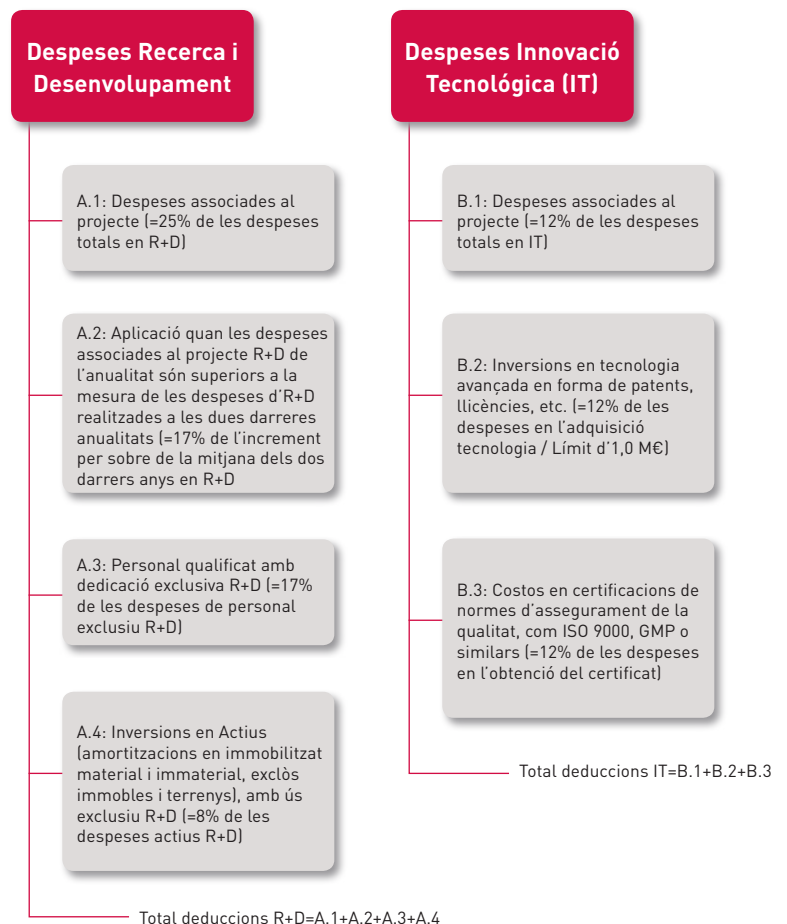 Despeses Recerca i
Desenvolupament
A.1: Despeses associades al
projecte (=25% de les despeses
totals en R+D)
A.2: Aplicació quan les despeses
associades al projecte R+D de
l’anualitat són superiors a la
mesura de les despeses d’R+D
realitzades a les dues darreres
anualitats (=17% de l’increment
per sobre de la mitjana dels dos
darrers anys en R+D
A.3: Personal qualificat amb
dedicació exclusiva R+D (=17%
de les despeses de personal
exclusiu R+D)
A.4: Inversions en Actius
(amortitzacions en immobilitzat
material i immaterial, exclòs
immobles i terrenys), amb ús
exclusiu R+D (=8% de les
despeses actius R+D)
Total deduccions R+D=A.1+A.2+A.3+A.4
Despeses Innovació
Tecnológica (IT)
B.1: Despeses associades al
projecte (=12% de les despeses
totals en IT)
B.2: Inversions en tecnologia
avançada en forma de patents,
llicències, etc. (=12% de les
despeses en l’adquisició
tecnologia / Límit d’1,0 M€)
B.3: Costos en certificacions de
normes d’assegurament de la
qualitat, com ISO 9000, GMP o
similars (=12% de les despeses
en l’obtenció del certificat)
Total deduccions IT=B.1+B.2+B.3